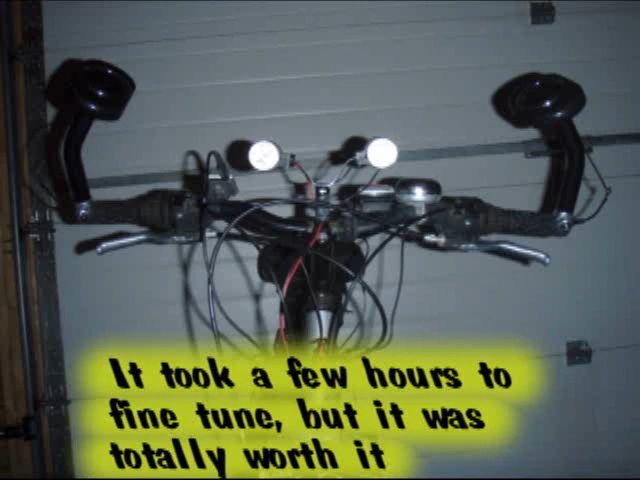 It took a few hours to
fine tune, but it was
totally worth it